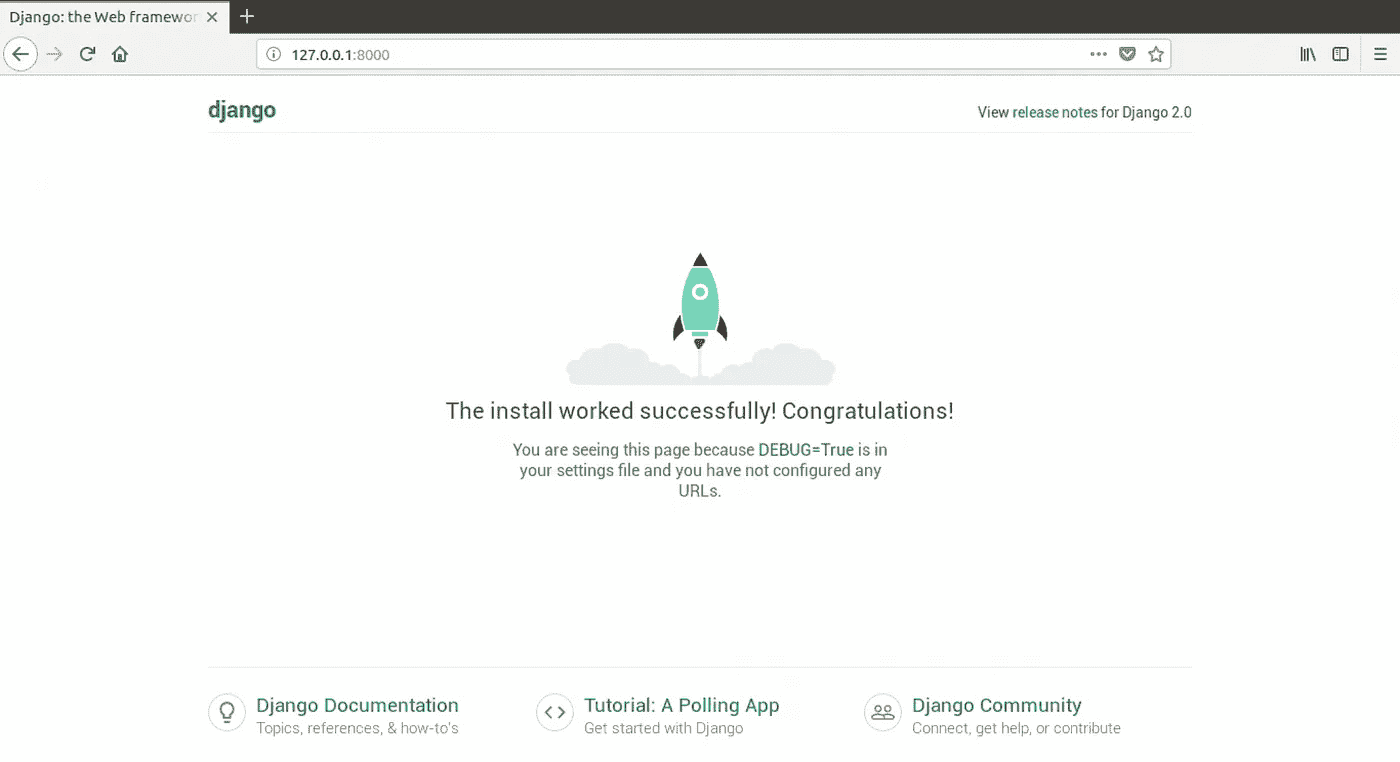 Django: the Web framewor
127.0.0.1:8000
django
View release notes for Django 2.0
The install worked successfully! Congratulations!
You are seeing this page because DEBUG=True is in
your settings file and you have not configured any
URLs.
Django Documentation
Topics, references, & how-to's
Tutorial: A Polling App
Get started with Django
Django Community
Connect, get help, or contribute